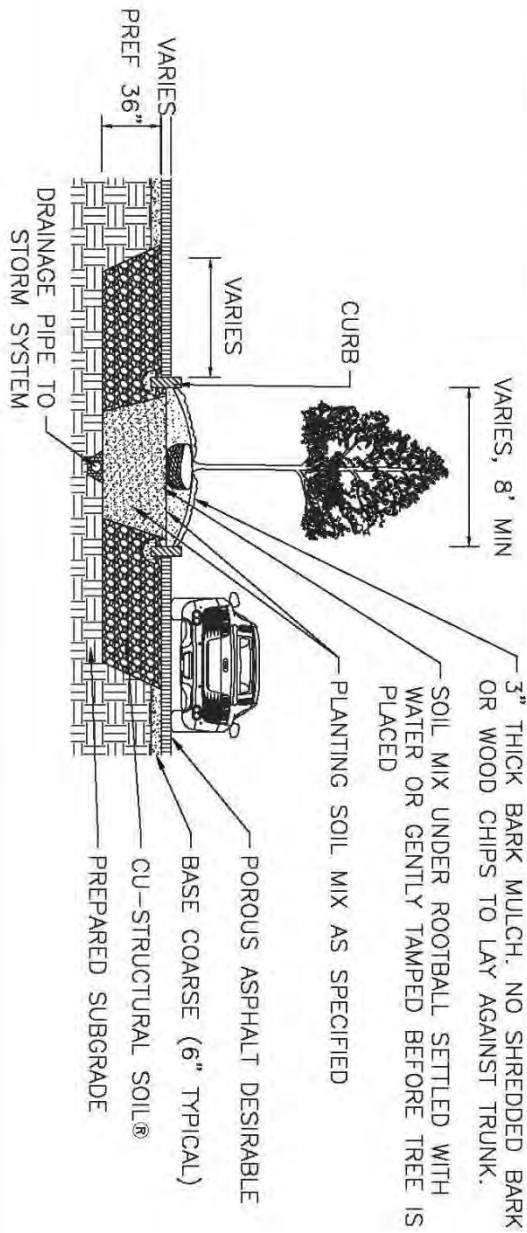 VARIES, 8' MIN
3" THICK BARK MULCH. NO SHREDDED BARK
OR WOOD CHIPS TO LAY AGAINST TRUNK.
SOIL MIX UNDER ROOTBALL SETTLED WITH
WATER OR GENTLY TAMPED BEFORE TREE IS
PLACED
CURB
PLANTING SOIL MIX AS SPECIFIED
VARIES
POROUS ASPHALT DESIRABLE
VARIES
PREF 36"
BASE COARSE (6" TYPICAL)
CU-STRUCTURAL SOIL®
PREPARED SUBGRADE
DRAINAGE PIPE TO
STORM SYSTEM